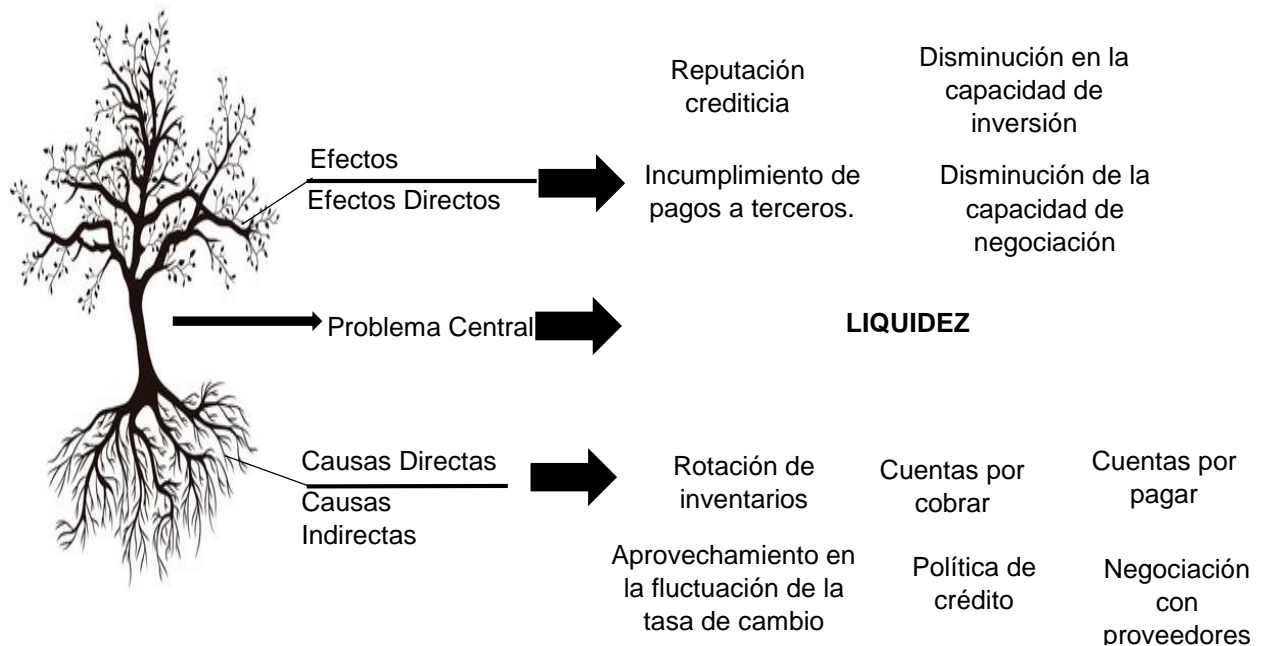 Reputación
crediticia
Disminución en la
capacidad de
inversión
Efectos
Efectos Directos
Incumplimiento de
pagos a terceros.
Disminución de la
capacidad de
negociación
Problema Central
LIQUIDEZ
Causas Directas
Causas
Indirectas
Rotación de
inventarios
Cuentas por
cobrar
Cuentas por
pagar
Aprovechamiento en
la fluctuación de la
tasa de cambio
Política de
crédito
Negociación
con
proveedores